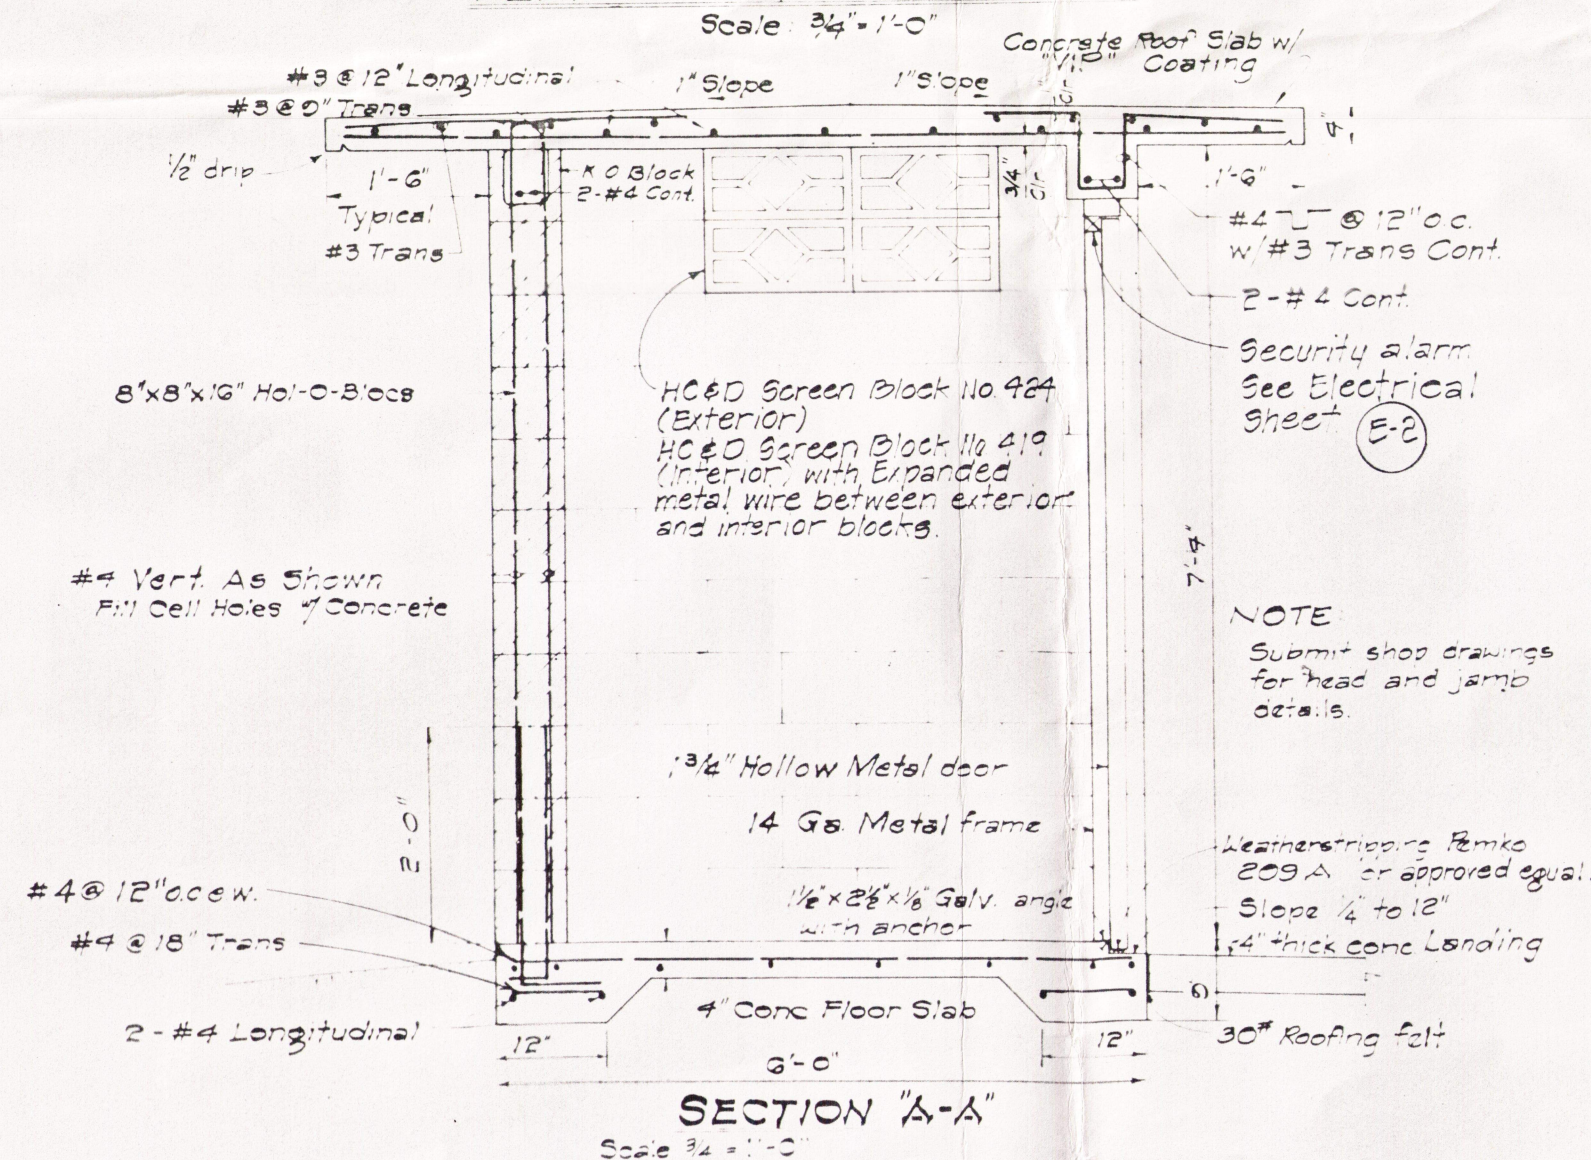 Scale: 3/4" = 1'-0"
Concrete Roof Slab w/
"VIP" Coating
#3 @ 12" Longitudinal
#3 @ 9" Trans
1" Slope
1" Slope
clr
4"
1/2" drip
1'-6"
Typical
#3 Trans
K O Block
2-#4 Cont.
3/4"
clr
1'-6"
#4 @ 12" o.c.
w/#3 Trans Cont.
2-#4 Cont.
Security alarm
See Electrical
Sheet E-2
8"x8"x16" Hol-O-Blocs
HC&D Screen Block No. 424
(Exterior)
HC&D Screen Block No 419
(Interior) with Expanded
metal wire between exterior
and interior blocks.
7'-4"
#4 Vert. As Shown
Fill Cell Holes w/ Concrete
NOTE:
Submit shop drawings
for head and jamb
details.
1 3/4" Hollow Metal door
14 Ga. Metal frame
2'-0"
Weatherstripping Pemko
209 A or approved equal.
#4 @ 12" o.c e w.
1 1/2" x 2 1/2" x 1/8" Galv. angle
with anchor
Slope 1/4" to 12"
#4 @ 18" Trans
4" thick conc Landing
4" Conc Floor Slab
2-#4 Longitudinal
30# Roofing felt
12"
12"
6'-0"
SECTION "A-A"
Scale 3/4 = 1'-0"